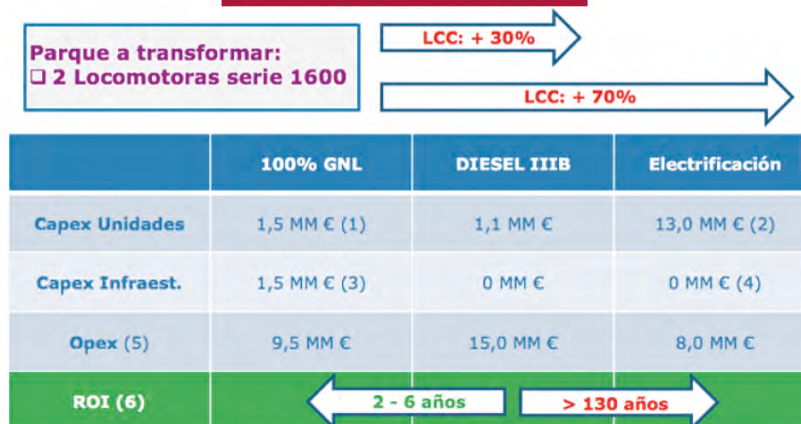 Parque a transformar:
❑ 2 Locomotoras serie 1600
LCC: + 30%
LCC: + 70%
100% GNL DIESEL IIIB Electrificación
Capex Unidades 1,5 MM € (1) 1,1 MM € 13,0 MM € (2)
Capex Infraest. 1,5 MM € (3) 0 MM € 0 MM € (4)
Opex (5) 9,5 MM € 15,0 MM € 8,0 MM €
ROI (6) 2 - 6 años > 130 años